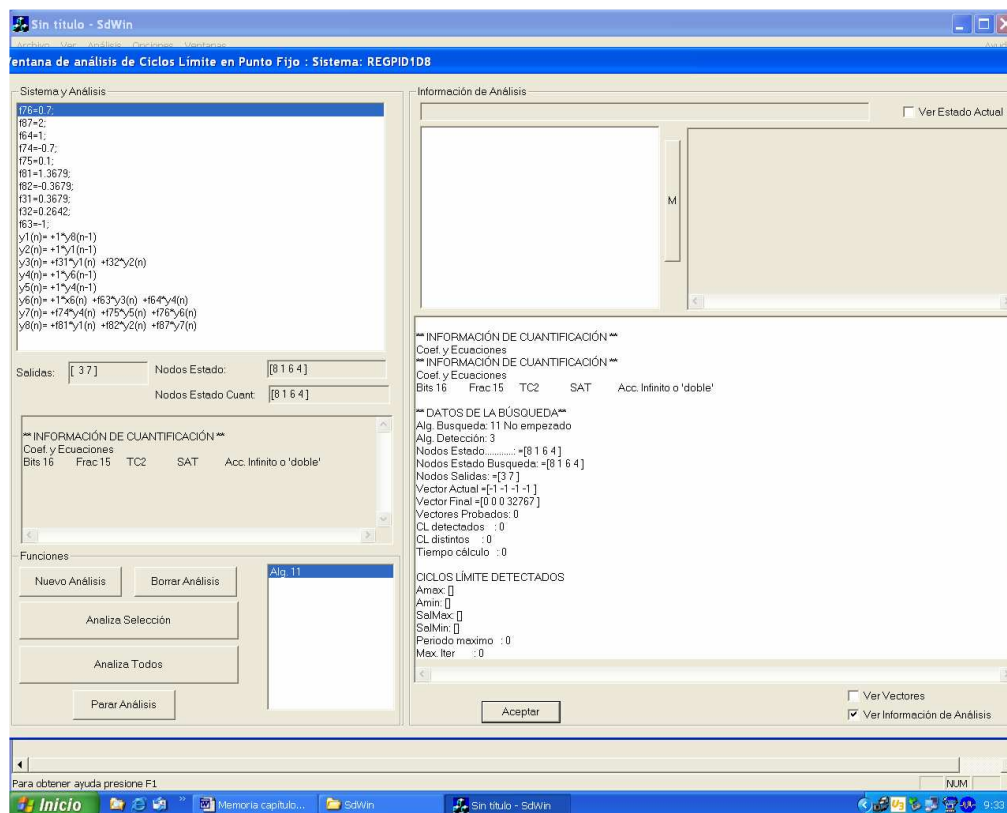 Sin título - SdWin
Archivo Ver Análisis Opciones Ventanas
entana de análisis de Ciclos Límite en Punto Fijo : Sistema: REGPID1D8
Sistema y Análisis
f76=0.7;
f87=2;
f64=1;
f74=-0.7;
f75=0.1;
f81=1.3679;
f82=-0.3679;
f31=0.3679;
f32=0.2642;
f63=-1;
y1(n)= +1*y8(n-1)
y2(n)= +1*y1(n-1)
y3(n)= +f31*y1(n) +f32*y2(n)
y4(n)= +1*y6(n-1)
y5(n)= +1*y4(n-1)
y6(n)= +1*x6(n) +f63*y3(n) +f64*y4(n)
y7(n)= +f74*y4(n) +f75*y5(n) +f76*y6(n)
y8(n)= +f81*y1(n) +f82*y2(n) +f87*y7(n)
Salidas: [ 3 7 ] Nodos Estado: [8 1 6 4 ]
Nodos Estado Cuant: [8 1 6 4 ]
** INFORMACIÓN DE CUANTIFICACIÓN **
Coef. y Ecuaciones
Bits 16 Frac 15 TC2 SAT Acc. Infinito o 'doble'
Funciones
Nuevo Análisis Borrar Análisis
Analiza Selección
Analiza Todos
Parar Análisis
Alg. 11
Información de Análisis
Ver Estado Actual
M
** INFORMACIÓN DE CUANTIFICACIÓN **
Coef. y Ecuaciones
** INFORMACIÓN DE CUANTIFICACIÓN **
Coef. y Ecuaciones
Bits 16 Frac 15 TC2 SAT Acc. Infinito o 'doble'
** DATOS DE LA BÚSQUEDA**
Alg. Busqueda: 11 No empezado
Alg. Detección: 3
Nodos Estado............: =[8 1 6 4 ]
Nodos Estado Busqueda: =[8 1 6 4 ]
Nodos Salidas: =[3 7 ]
Vector Actual =[-1 -1 -1 -1 ]
Vector Final =[0 0 0 32767 ]
Vectores Probados: 0
CL detectados : 0
CL distintos : 0
Tiempo cálculo : 0
CICLOS LÍMITE DETECTADOS
Amax: []
Amin: []
SalMax: []
SalMin: []
Periodo maximo : 0
Max. Iter : 0
Aceptar
Ver Vectores
Ver Información de Análisis
Para obtener ayuda presione F1
NUM
Inicio
Memoria capítulo...
SdWin
Sin título - SdWin
9:33